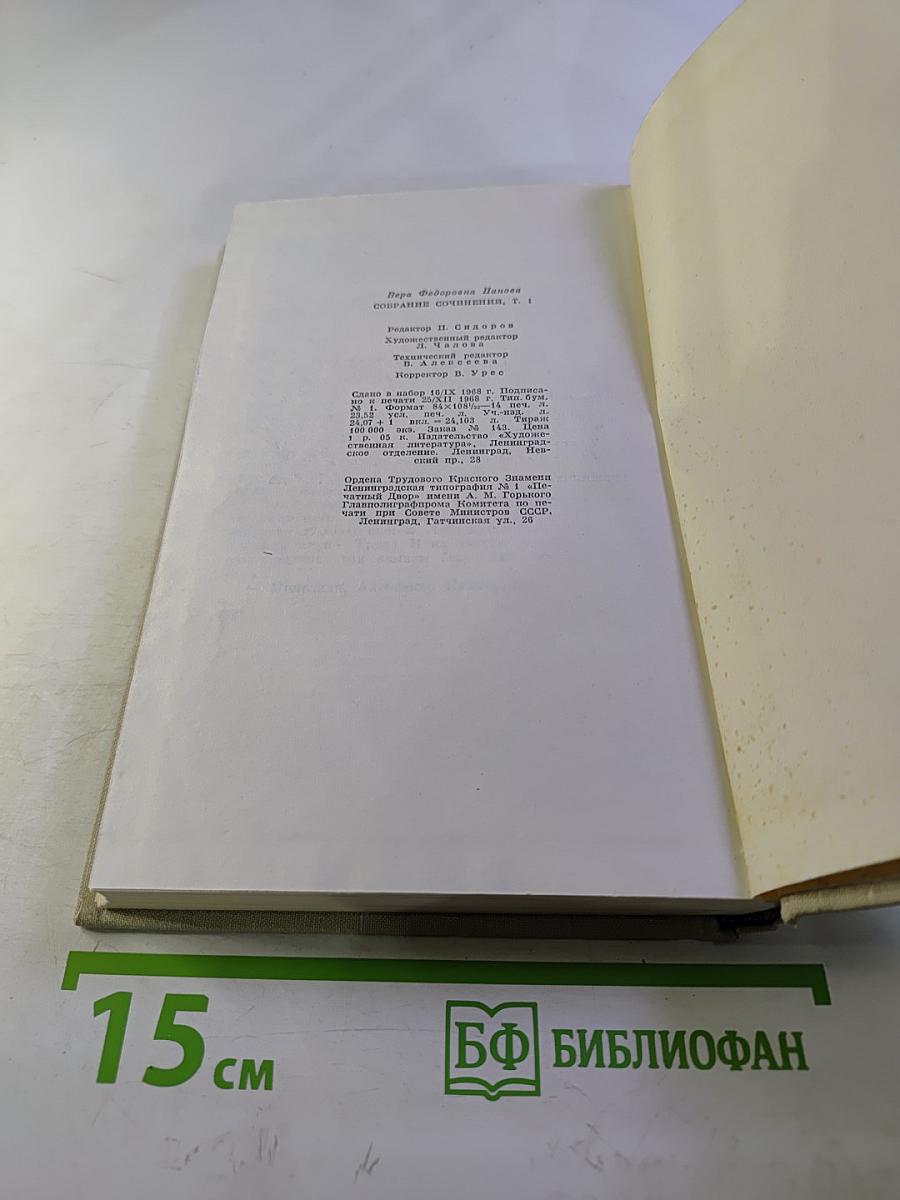 Вера Федоровна Панова
СОБРАНИЕ СОЧИНЕНИЙ, Т. 1
Редактор П. Сидоров
Художественный редактор
Л. Чалова
Технический редактор
В. Алексеева
Корректор В. Урес
Сдано в набор 16/IX 1968 г. Подписа-
но к печати 25/XII 1968 г. Тип. бум.
№ 1. Формат 84×108¹/₃₂—14 печ. л.
23,52 усл. печ. л. Уч.-изд. л.
24,07 + 1 вкл. = 24,103 л. Тираж
100 000 экз. Заказ № 143. Цена
1 р. 05 к. Издательство «Художе-
ственная литература», Ленинград-
ское отделение. Ленинград, Нев-
ский пр., 28
Ордена Трудового Красного Знамени
Ленинградская типография № 1 «Пе-
чатный Двор» имени А. М. Горького
Главполиграфпрома Комитета по пе-
чати при Совете Министров СССР.
Ленинград, Гатчинская ул., 26
15 см
БФ БИБЛИОФАН